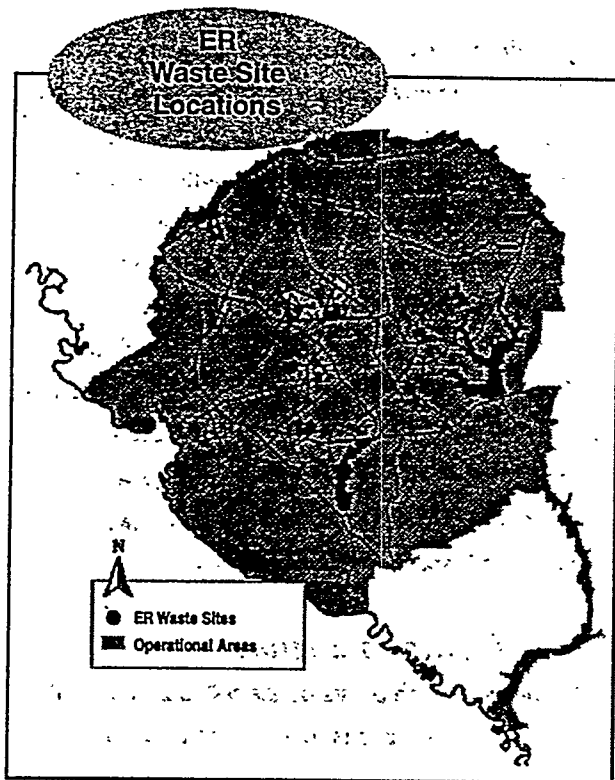 ER
Waste Site
Locations
N
ER Waste Sites
Operational Areas